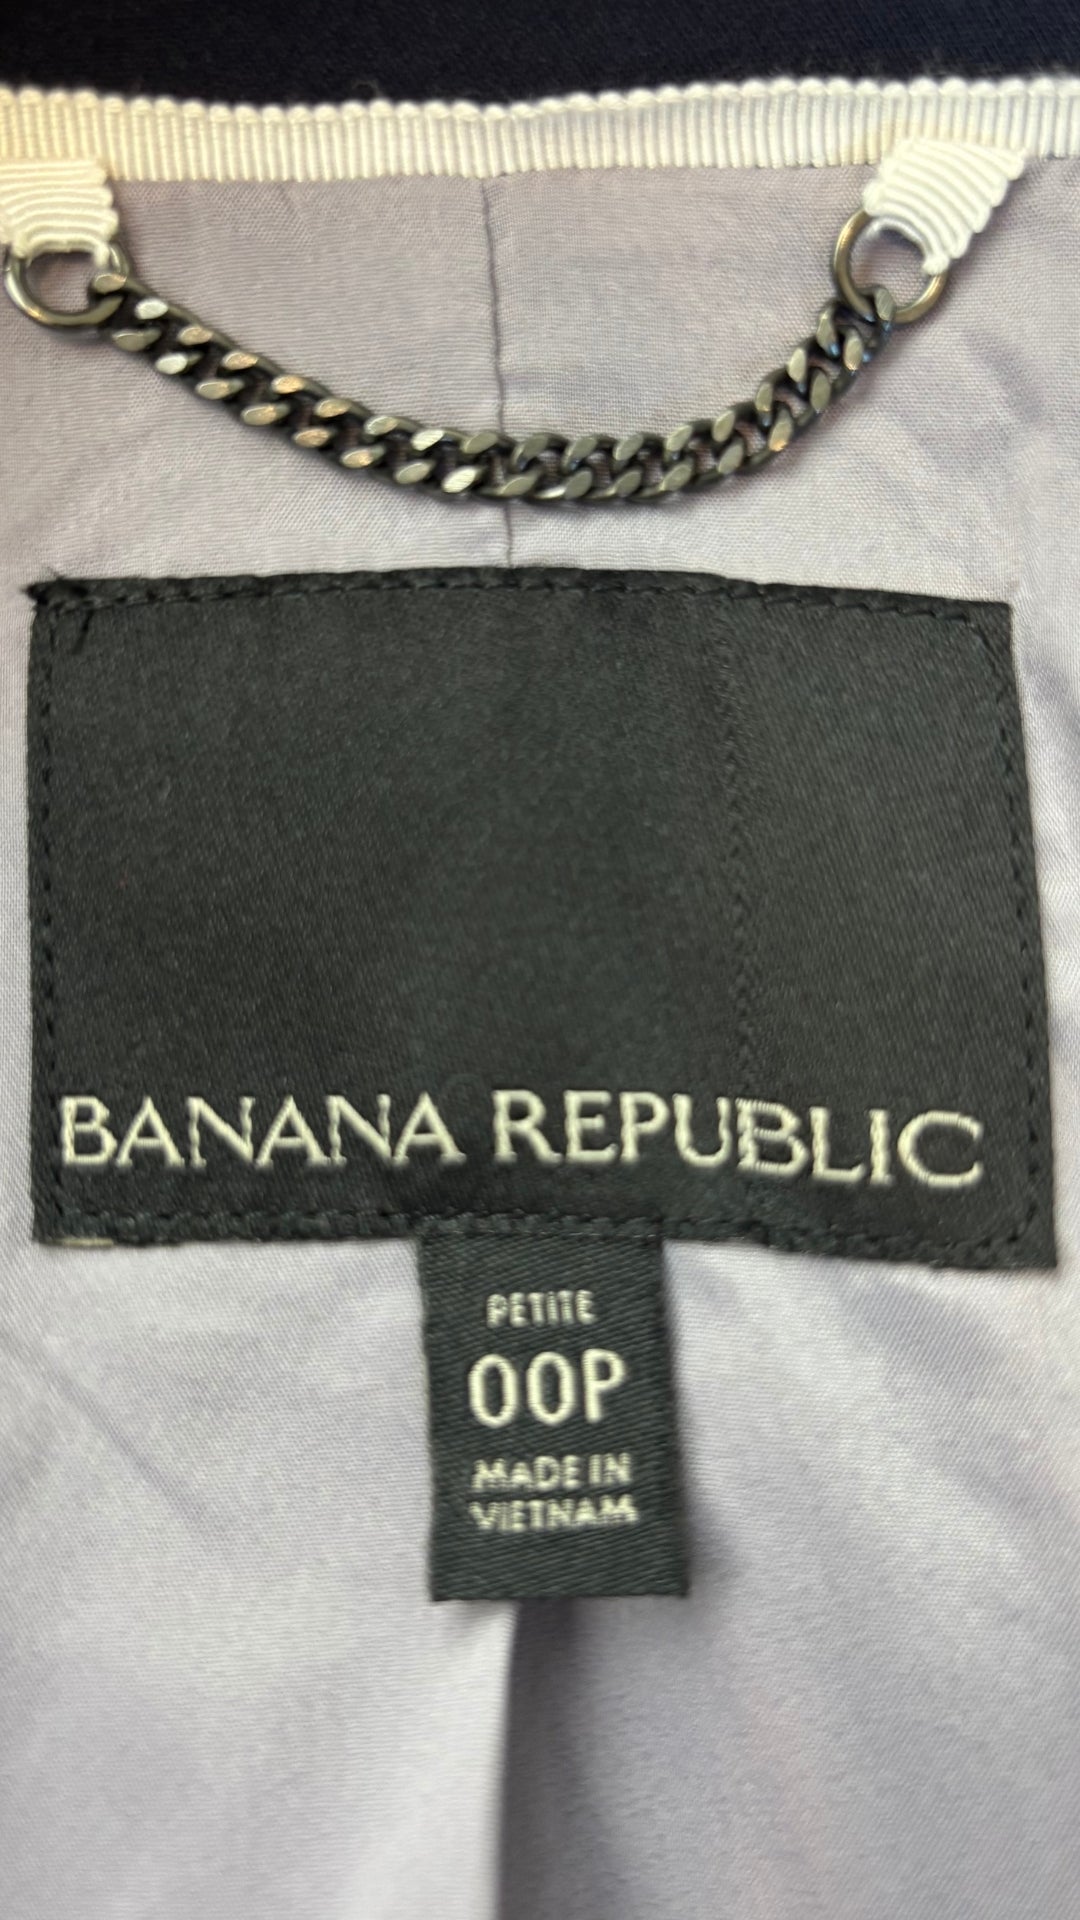 BANANA REPUBLIC
PETITE
00P
MADE IN
VIETNAM